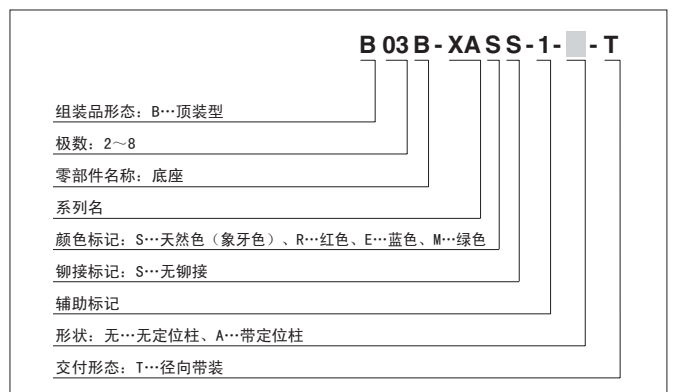 B 03 B - XA S S - 1 - - T
组装品形态：B…顶装型
极数：2～8
零部件名称：底座
系列名
颜色标记：S…天然色（象牙色）、R…红色、E…蓝色、M…绿色
铆接标记：S…无铆接
辅助标记
形状：无…无定位柱、A…带定位柱
交付形态：T…径向带装